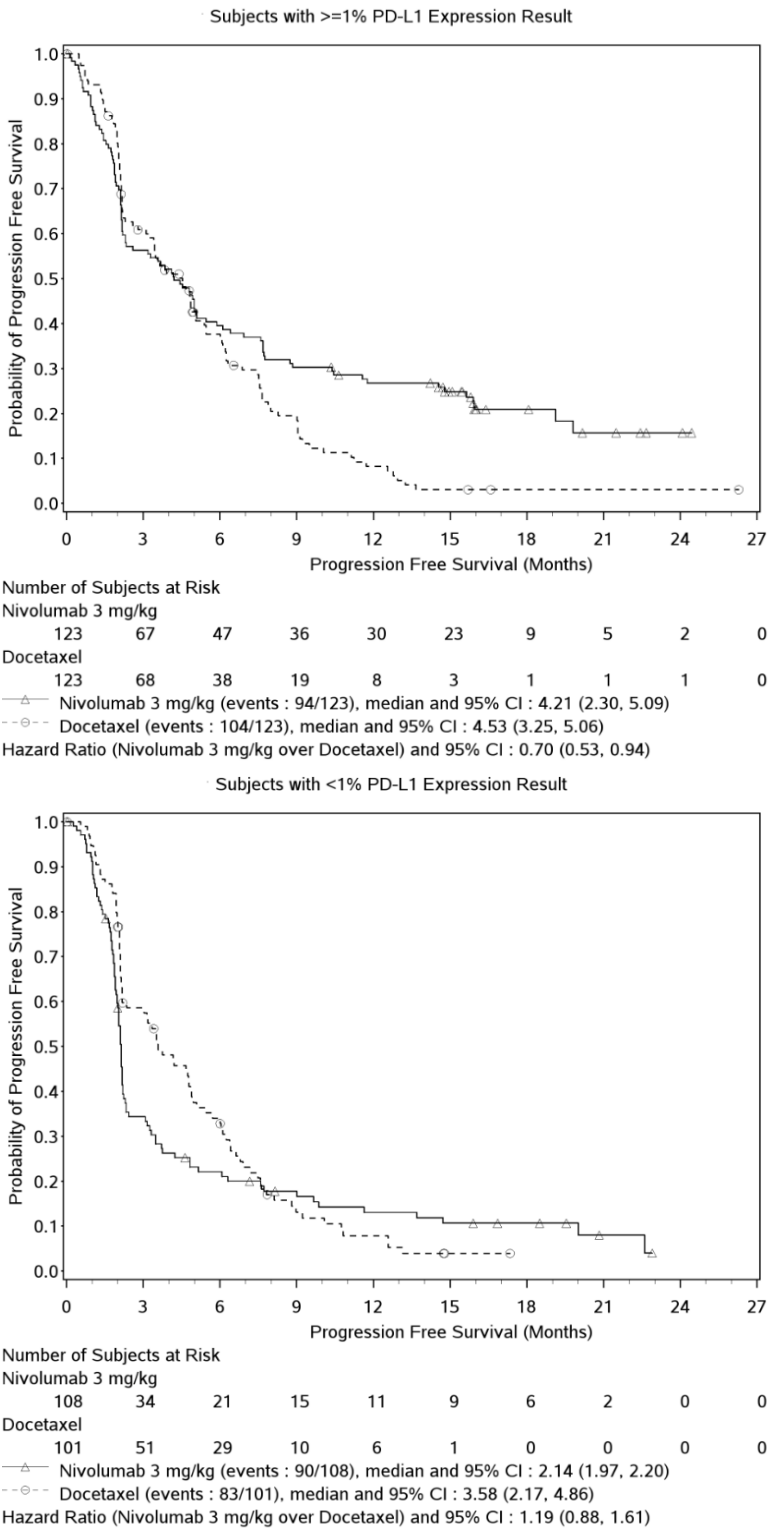 Subjects with >=1% PD-L1 Expression Result
Probability of Progression Free Survival
1.0
0.9
0.8
0.7
0.6
0.5
0.4
0.3
0.2
0.1
0.0
0 3 6 9 12 15 18 21 24 27
Progression Free Survival (Months)
Number of Subjects at Risk
Nivolumab 3 mg/kg
123 67 47 36 30 23 9 5 2 0
Docetaxel
123 68 38 19 8 3 1 1 1 0
Nivolumab 3 mg/kg (events : 94/123), median and 95% CI : 4.21 (2.30, 5.09)
Docetaxel (events : 104/123), median and 95% CI : 4.53 (3.25, 5.06)
Hazard Ratio (Nivolumab 3 mg/kg over Docetaxel) and 95% CI : 0.70 (0.53, 0.94)
Subjects with <1% PD-L1 Expression Result
Probability of Progression Free Survival
1.0
0.9
0.8
0.7
0.6
0.5
0.4
0.3
0.2
0.1
0.0
0 3 6 9 12 15 18 21 24 27
Progression Free Survival (Months)
Number of Subjects at Risk
Nivolumab 3 mg/kg
108 34 21 15 11 9 6 2 0 0
Docetaxel
101 51 29 10 6 1 0 0 0 0
Nivolumab 3 mg/kg (events : 90/108), median and 95% CI : 2.14 (1.97, 2.20)
Docetaxel (events : 83/101), median and 95% CI : 3.58 (2.17, 4.86)
Hazard Ratio (Nivolumab 3 mg/kg over Docetaxel) and 95% CI : 1.19 (0.88, 1.61)